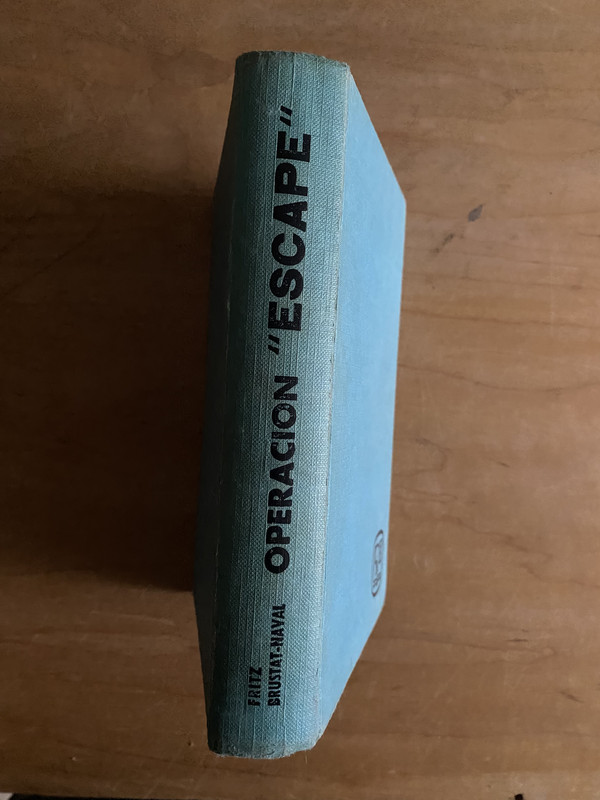 FRITZ
BRUSTAT-NAVAL
OPERACION "ESCAPE"